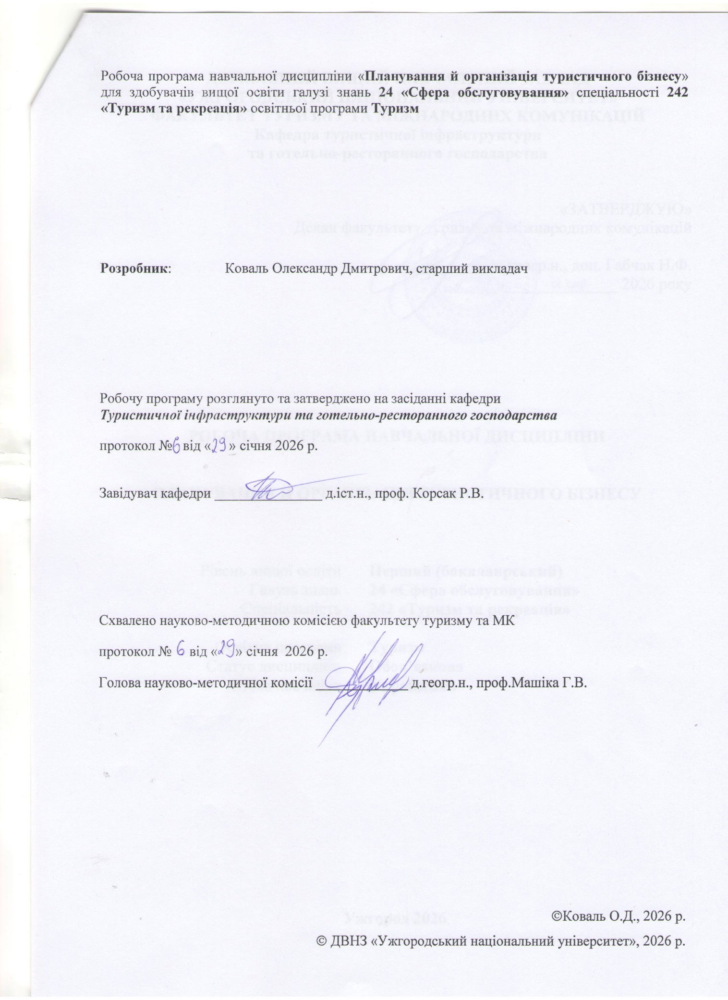 Робоча програма навчальної дисципліни «Планування й організація туристичного бізнесу»
для здобувачів вищої освіти галузі знань 24 «Сфера обслуговування» спеціальності 242
«Туризм та рекреація» освітньої програми Туризм
Розробник: Коваль Олександр Дмитрович, старший викладач
Робочу програму розглянуто та затверджено на засіданні кафедри
Туристичної інфраструктури та готельно-ресторанного господарства
протокол №6 від «29» січня 2026 р.
Завідувач кафедри ________________ д.іст.н., проф. Корсак Р.В.
Схвалено науково-методичною комісією факультету туризму та МК
протокол № 6 від «29» січня 2026 р.
Голова науково-методичної комісії ______________ д.геогр.н., проф.Машіка Г.В.
©Коваль О.Д., 2026 р.
© ДВНЗ «Ужгородський національний університет», 2026 р.